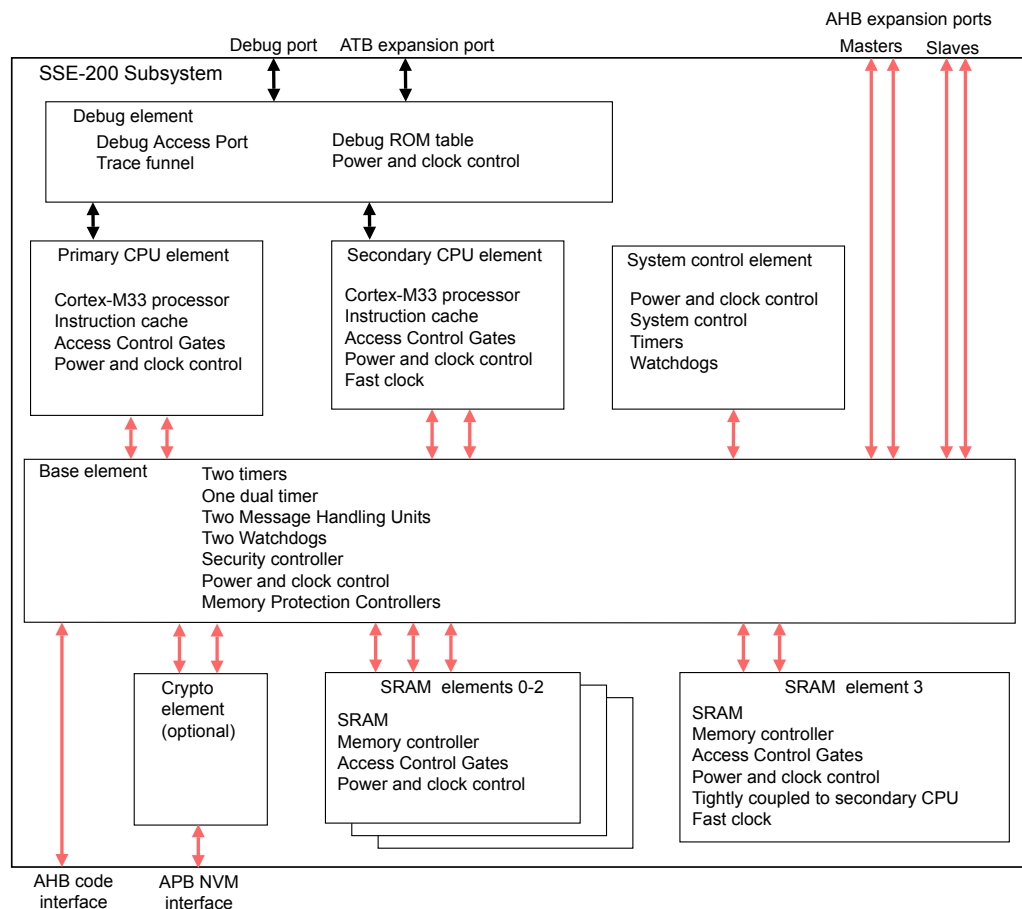 AHB expansion ports
Debug port
ATB expansion port
Masters
Slaves
SSE-200 Subsystem
Debug element
Debug Access Port
Trace funnel
Debug ROM table
Power and clock control
Primary CPU element
Cortex-M33 processor
Instruction cache
Access Control Gates
Power and clock control
Secondary CPU element
Cortex-M33 processor
Instruction cache
Access Control Gates
Power and clock control
Fast clock
System control element
Power and clock control
System control
Timers
Watchdogs
Base element
Two timers
One dual timer
Two Message Handling Units
Two Watchdogs
Security controller
Power and clock control
Memory Protection Controllers
Crypto
element
(optional)
SRAM elements 0-2
SRAM
Memory controller
Access Control Gates
Power and clock control
SRAM element 3
SRAM
Memory controller
Access Control Gates
Power and clock control
Tightly coupled to secondary CPU
Fast clock
AHB code
interface
APB NVM
interface